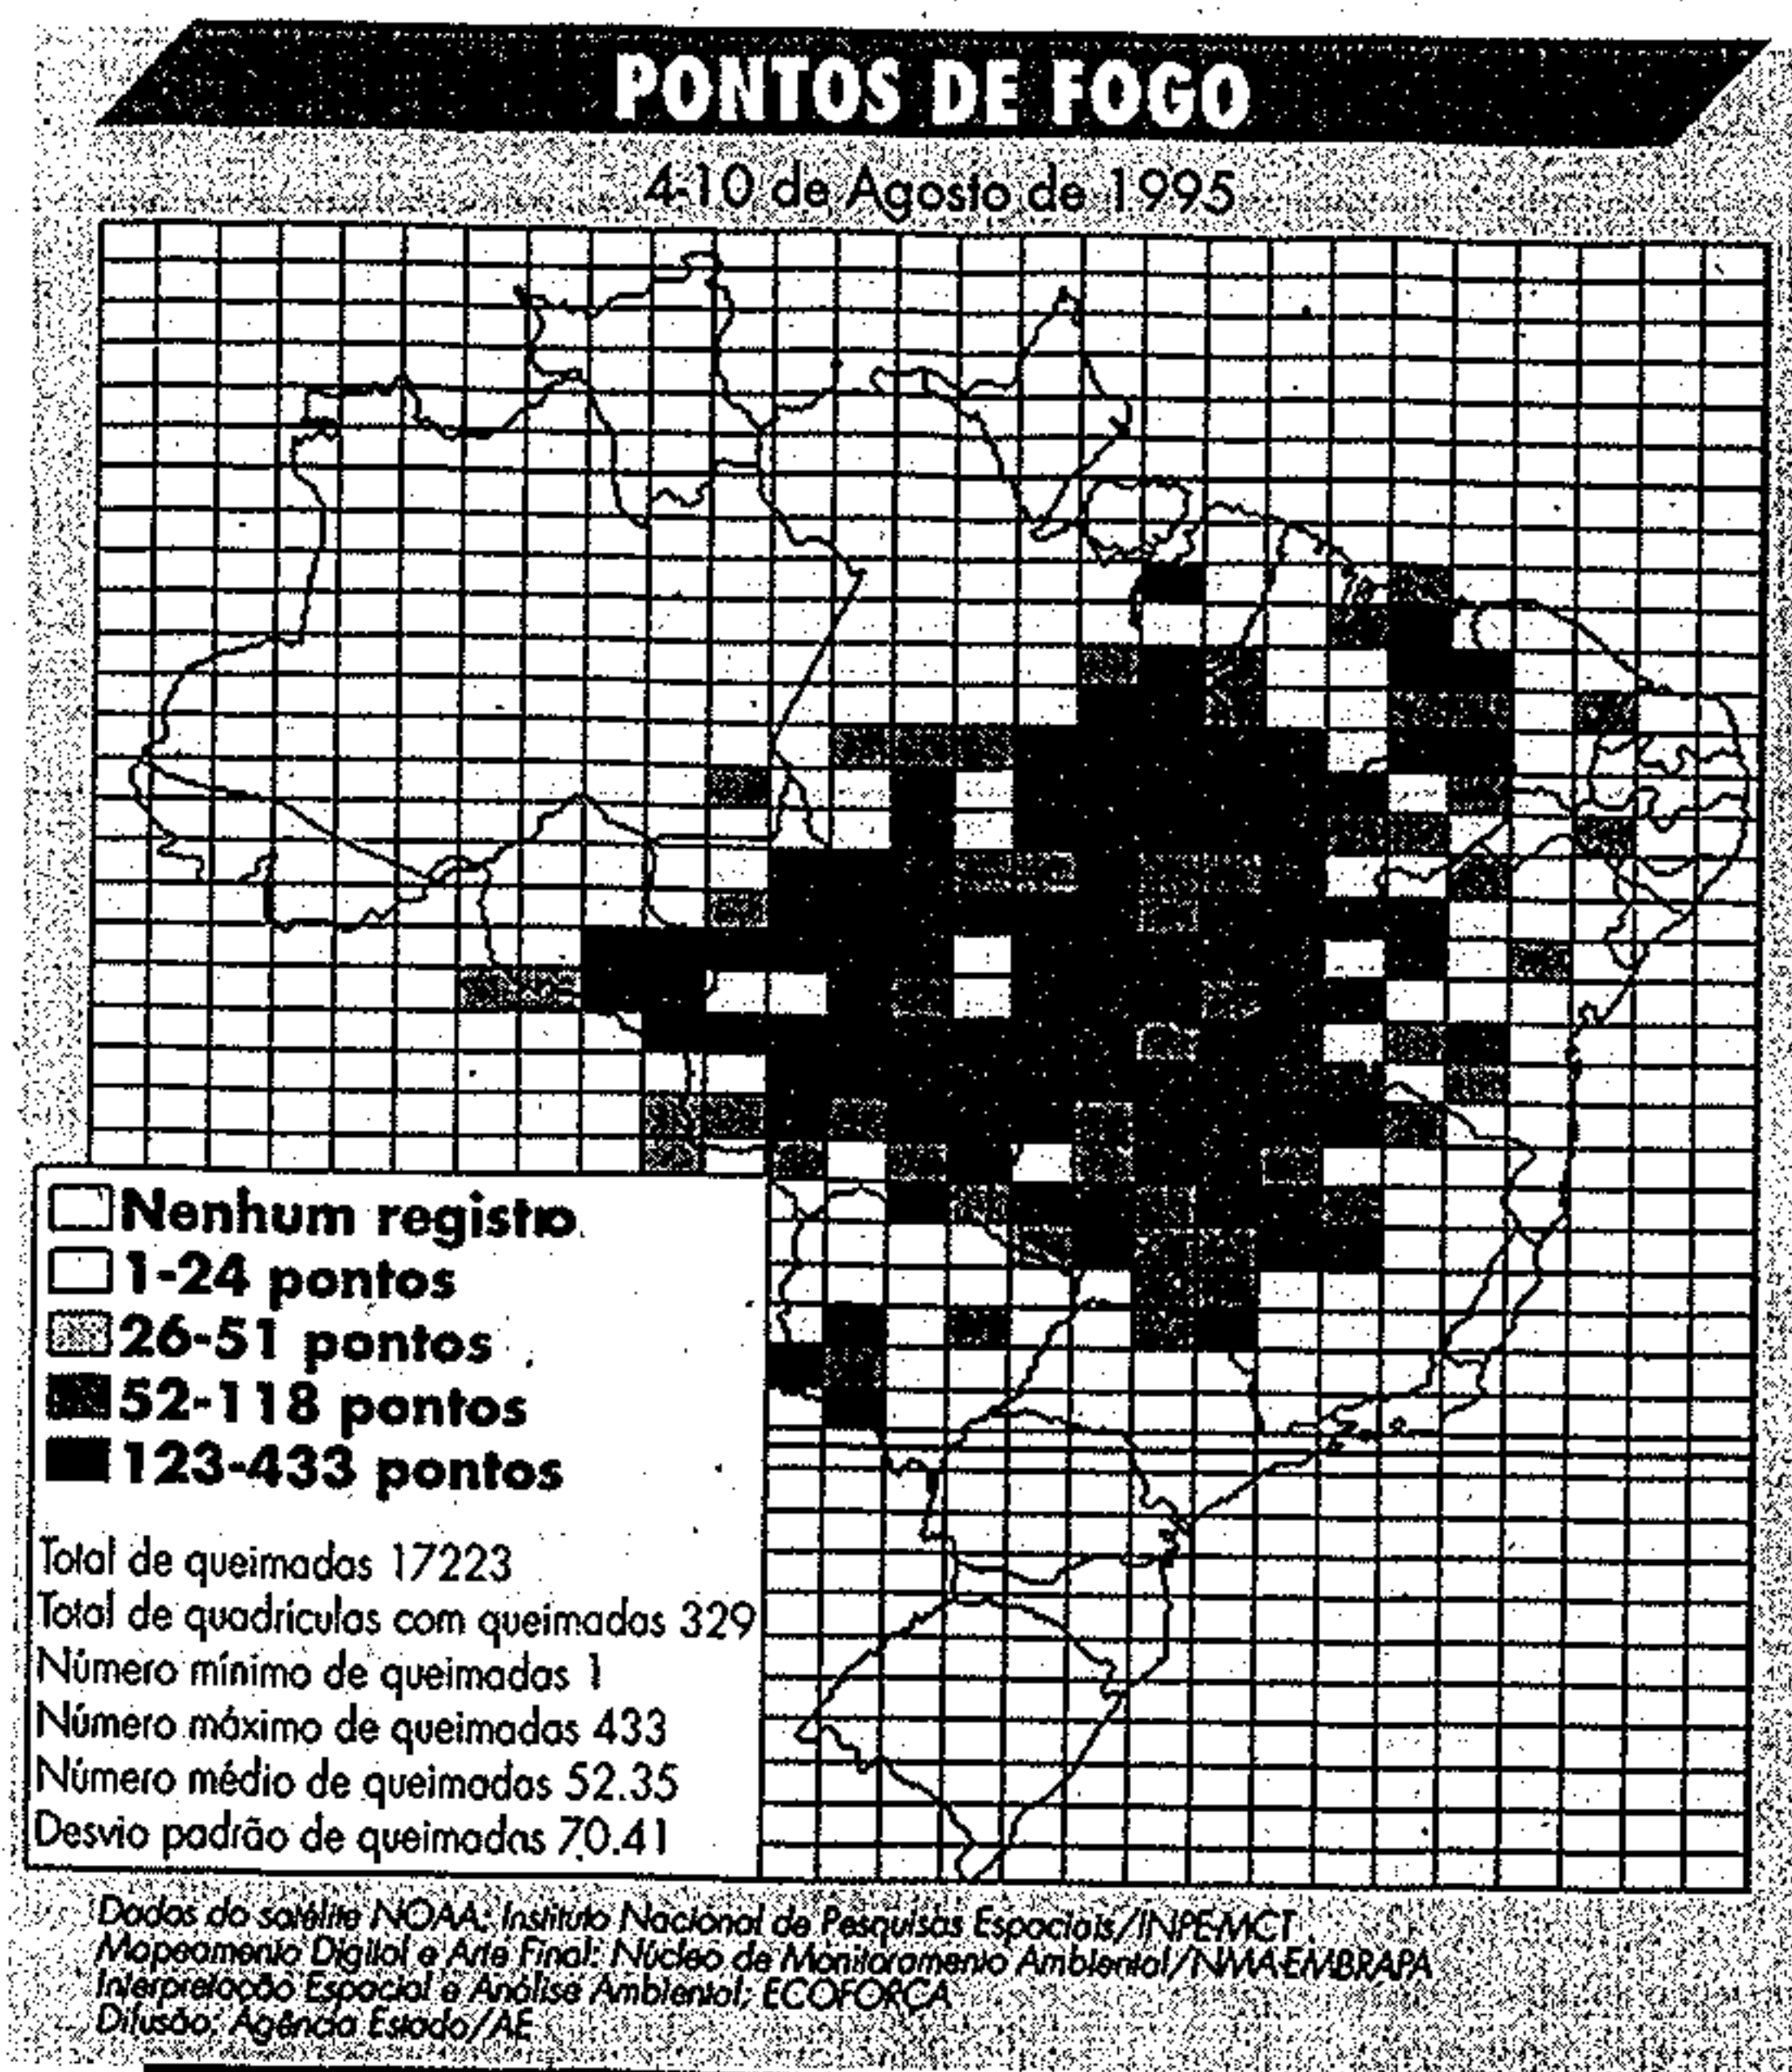 PONTOS DE FOGO
4-10 de Agosto de 1995
Nenhum registro
1-24 pontos
26-51 pontos
52-118 pontos
123-433 pontos
Total de queimadas 17223
Total de quadrículas com queimadas 329
Número mínimo de queimadas 1
Número máximo de queimadas 433
Número médio de queimadas 52.35
Desvio padrão de queimadas 70.41
Dados do satélite NOAA: Instituto Nacional de Pesquisas Espaciais/INPE-MCT
Mapeamento Digital e Arte Final: Núcleo de Monitoramento Ambiental/NMA-EMBRAPA
Interpretação Espacial e Análise Ambiental: ECOFORÇA
Difusão: Agência Estado/AE